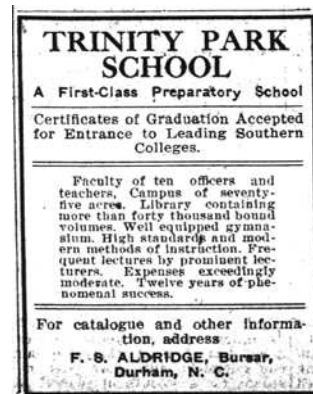 TRINITY PARK
SCHOOL
A First-Class Preparatory School
Certificates of Graduation Accepted
for Entrance to Leading Southern
Colleges.
Faculty of ten officers and
teachers, Campus of seventy-
five acres. Library containing
more than forty thousand bound
volumes. Well equipped gymna-
sium. High standards and mod-
ern methods of instruction. Fre-
quent lectures by prominent lec-
turers. Expenses exceedingly
moderate. Twelve years of phe-
nomenal success.
For catalogue and other informa-
tion, address
F. S. ALDRIDGE, Bursar,
Durham, N. C.